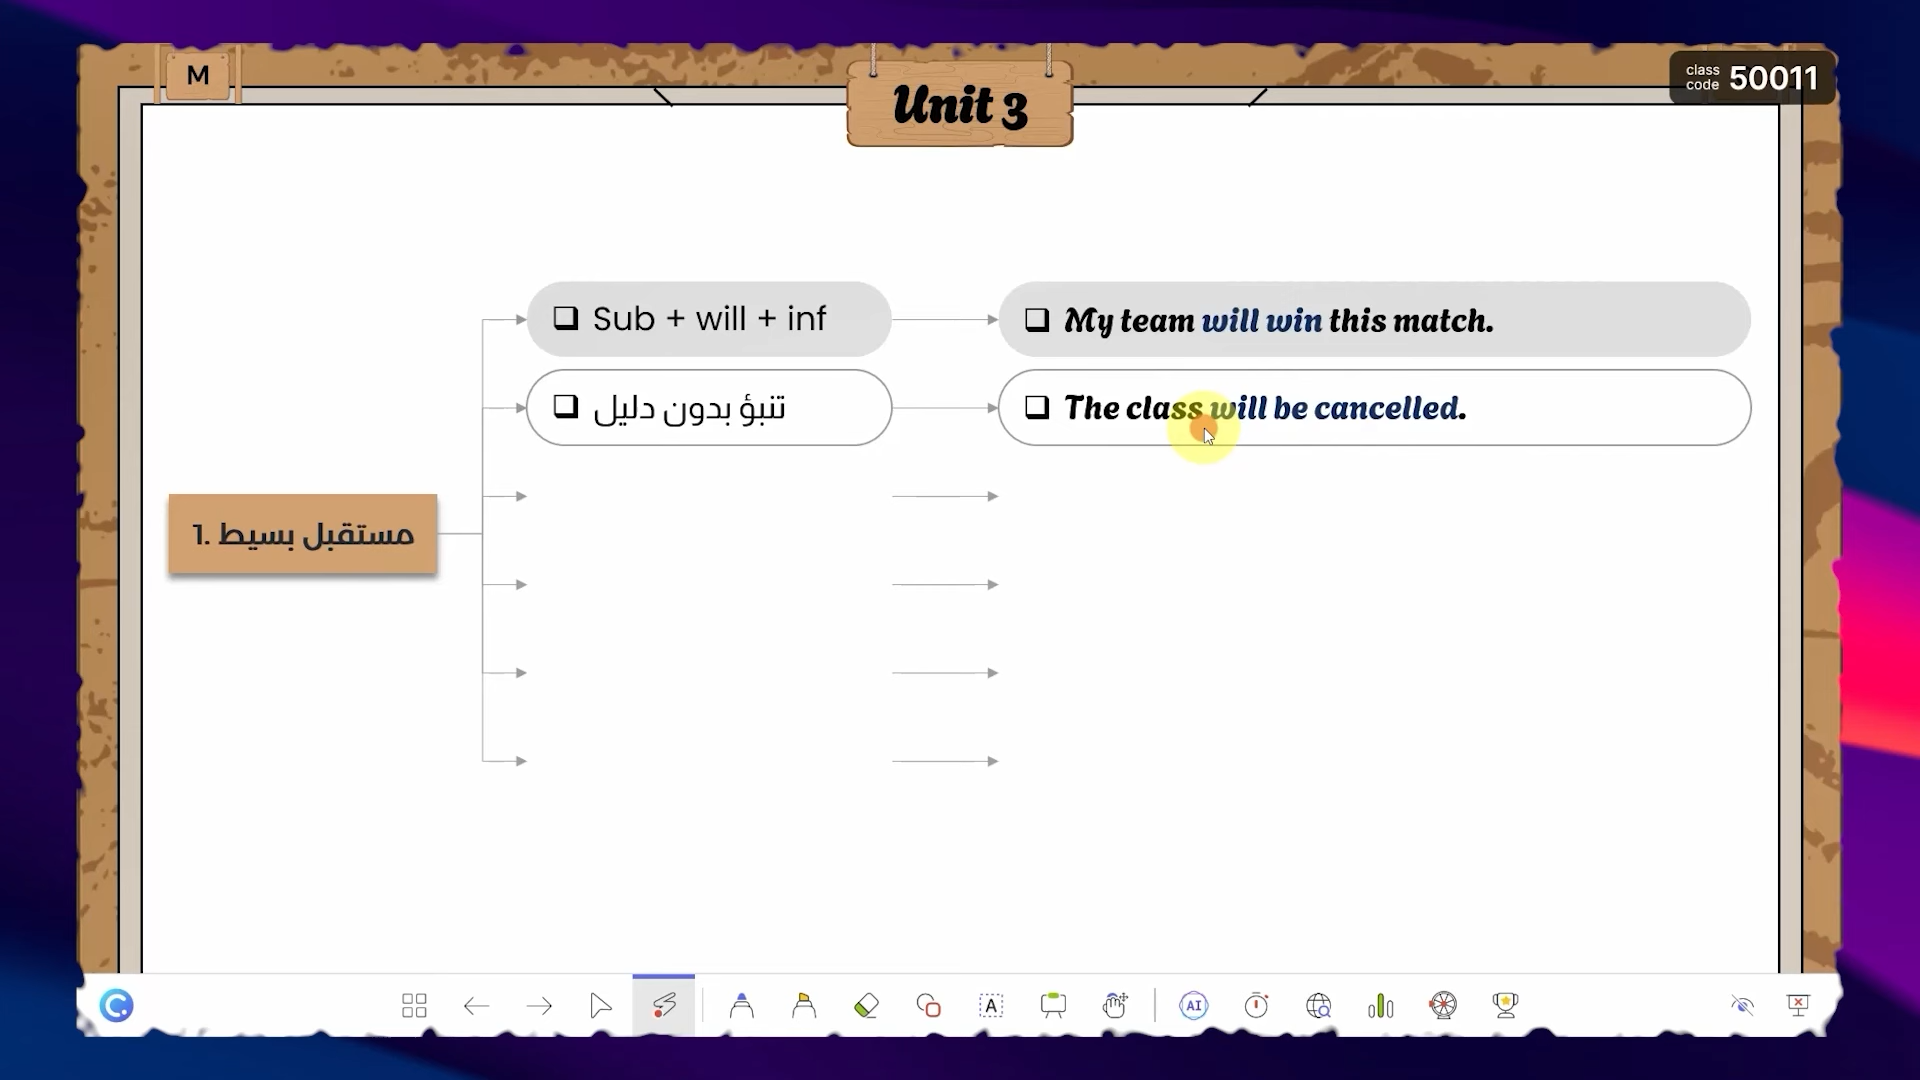 M
Unit 3
class code 50011
Sub + will + inf
My team will win this match.
تنبؤ بدون دليل
The class will be cancelled.
1. مستقبل بسيط
A
AI